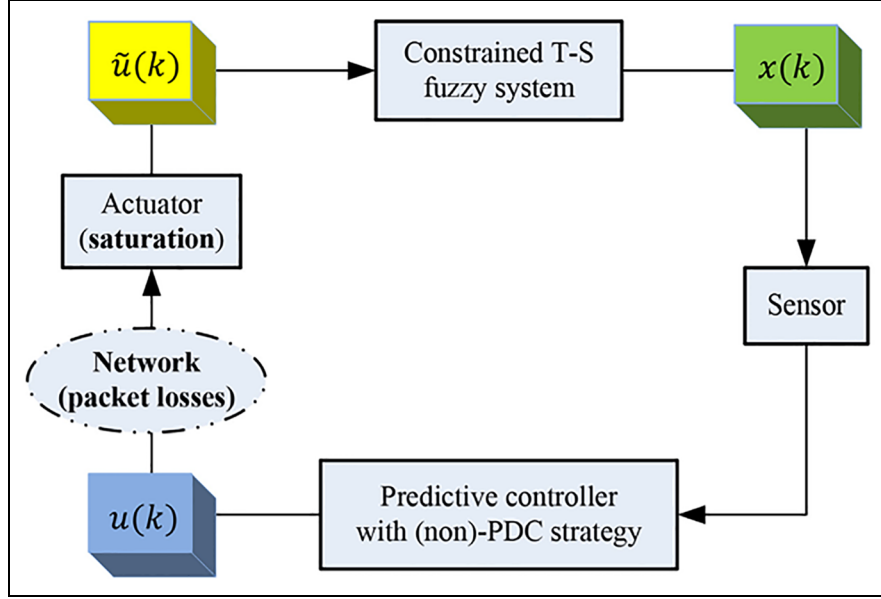 ũ(k)
Constrained T-S
fuzzy system
x(k)
Actuator
(saturation)
Sensor
Network
(packet losses)
u(k)
Predictive controller
with (non)-PDC strategy